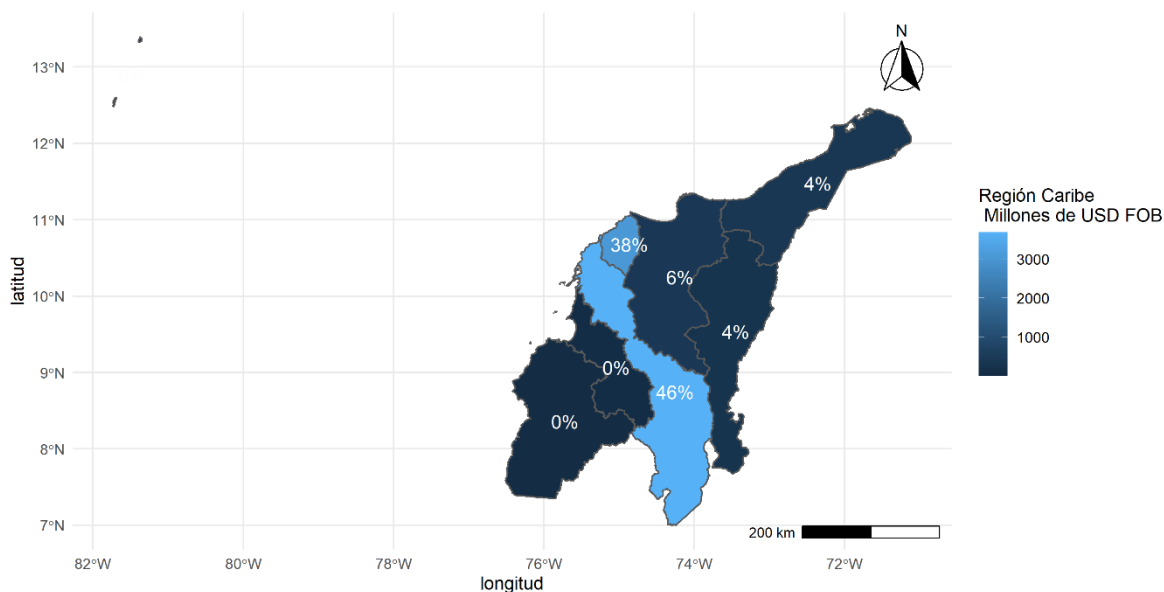 N
13°N
12°N
11°N
10°N
9°N
8°N
7°N
latitud
4%
38%
6%
4%
0%
46%
0%
Región Caribe
Millones de USD FOB
3000
2000
1000
200 km
82°W
80°W
78°W
76°W
74°W
72°W
longitud